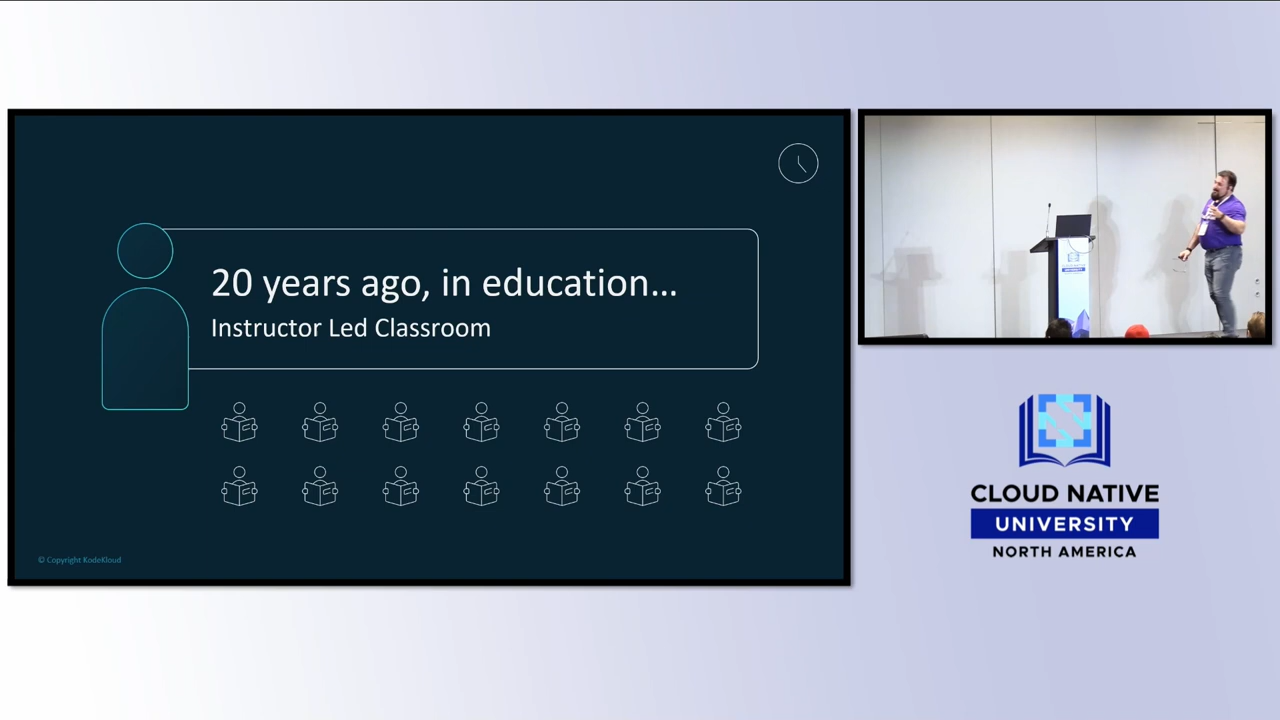 20 years ago, in education...
Instructor Led Classroom
© Copyright KodeKloud
CLOUD NATIVE
UNIVERSITY
NORTH AMERICA